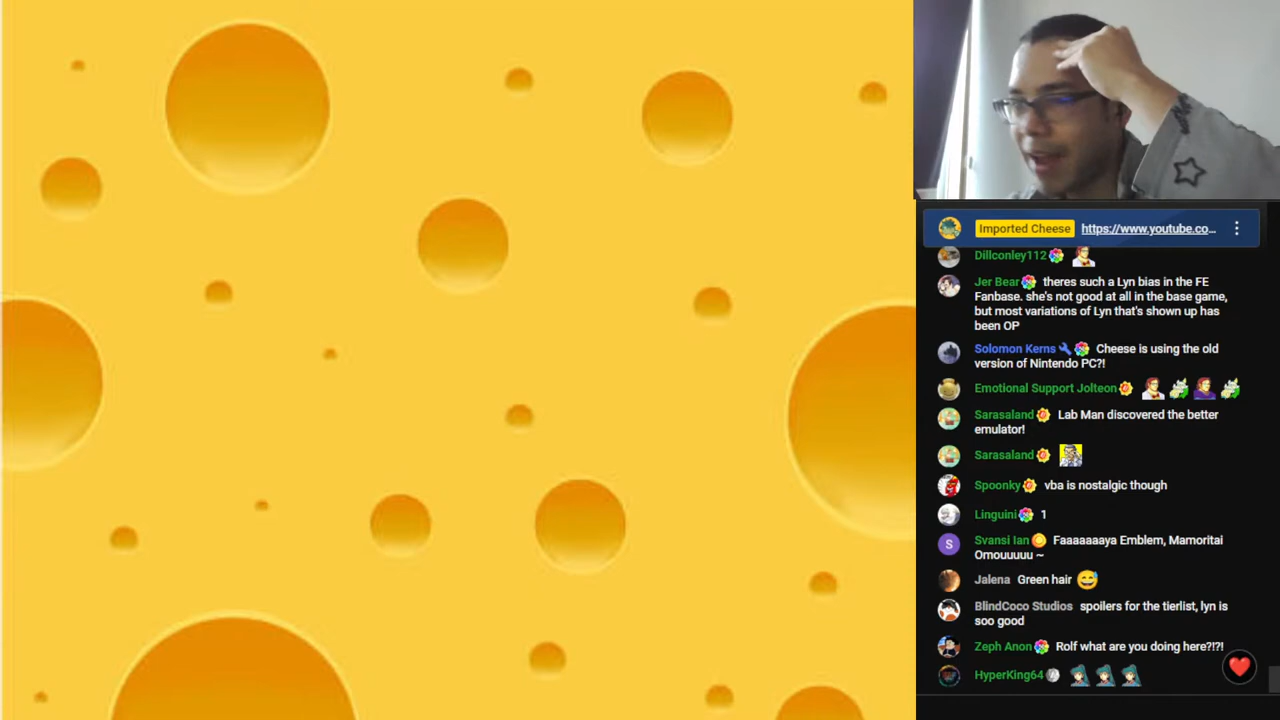 Imported Cheese https://www.youtube.co...
Dillconley112
Jer Bear theres such a Lyn bias in the FE
Fanbase. she's not good at all in the base game,
but most variations of Lyn that's shown up has
been OP
Solomon Kerns Cheese is using the old
version of Nintendo PC?!
Emotional Support Jolteon
Sarasaland Lab Man discovered the better
emulator!
Sarasaland
Spoonky vba is nostalgic though
Linguini 1
S Svansi Ian Faaaaaaaya Emblem, Mamoritai
Omouuuuu ~
Jalena Green hair 😅
BlindCoco Studios spoilers for the tierlist, lyn is
soo good
Zeph Anon Rolf what are you doing here?!?!
HyperKing64